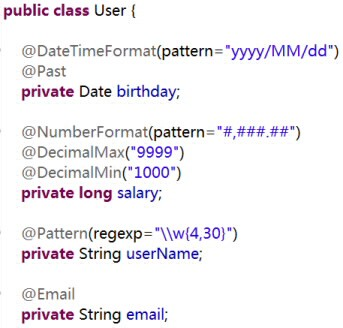 public class User {
@DateTimeFormat(pattern="yyyy/MM/dd")
@Past
private Date birthday;
@NumberFormat(pattern="#,###.##")
@DecimalMax("9999")
@DecimalMin("1000")
private long salary;
@Pattern(regexp="\\w{4,30}")
private String userName;
@Email
private String email;